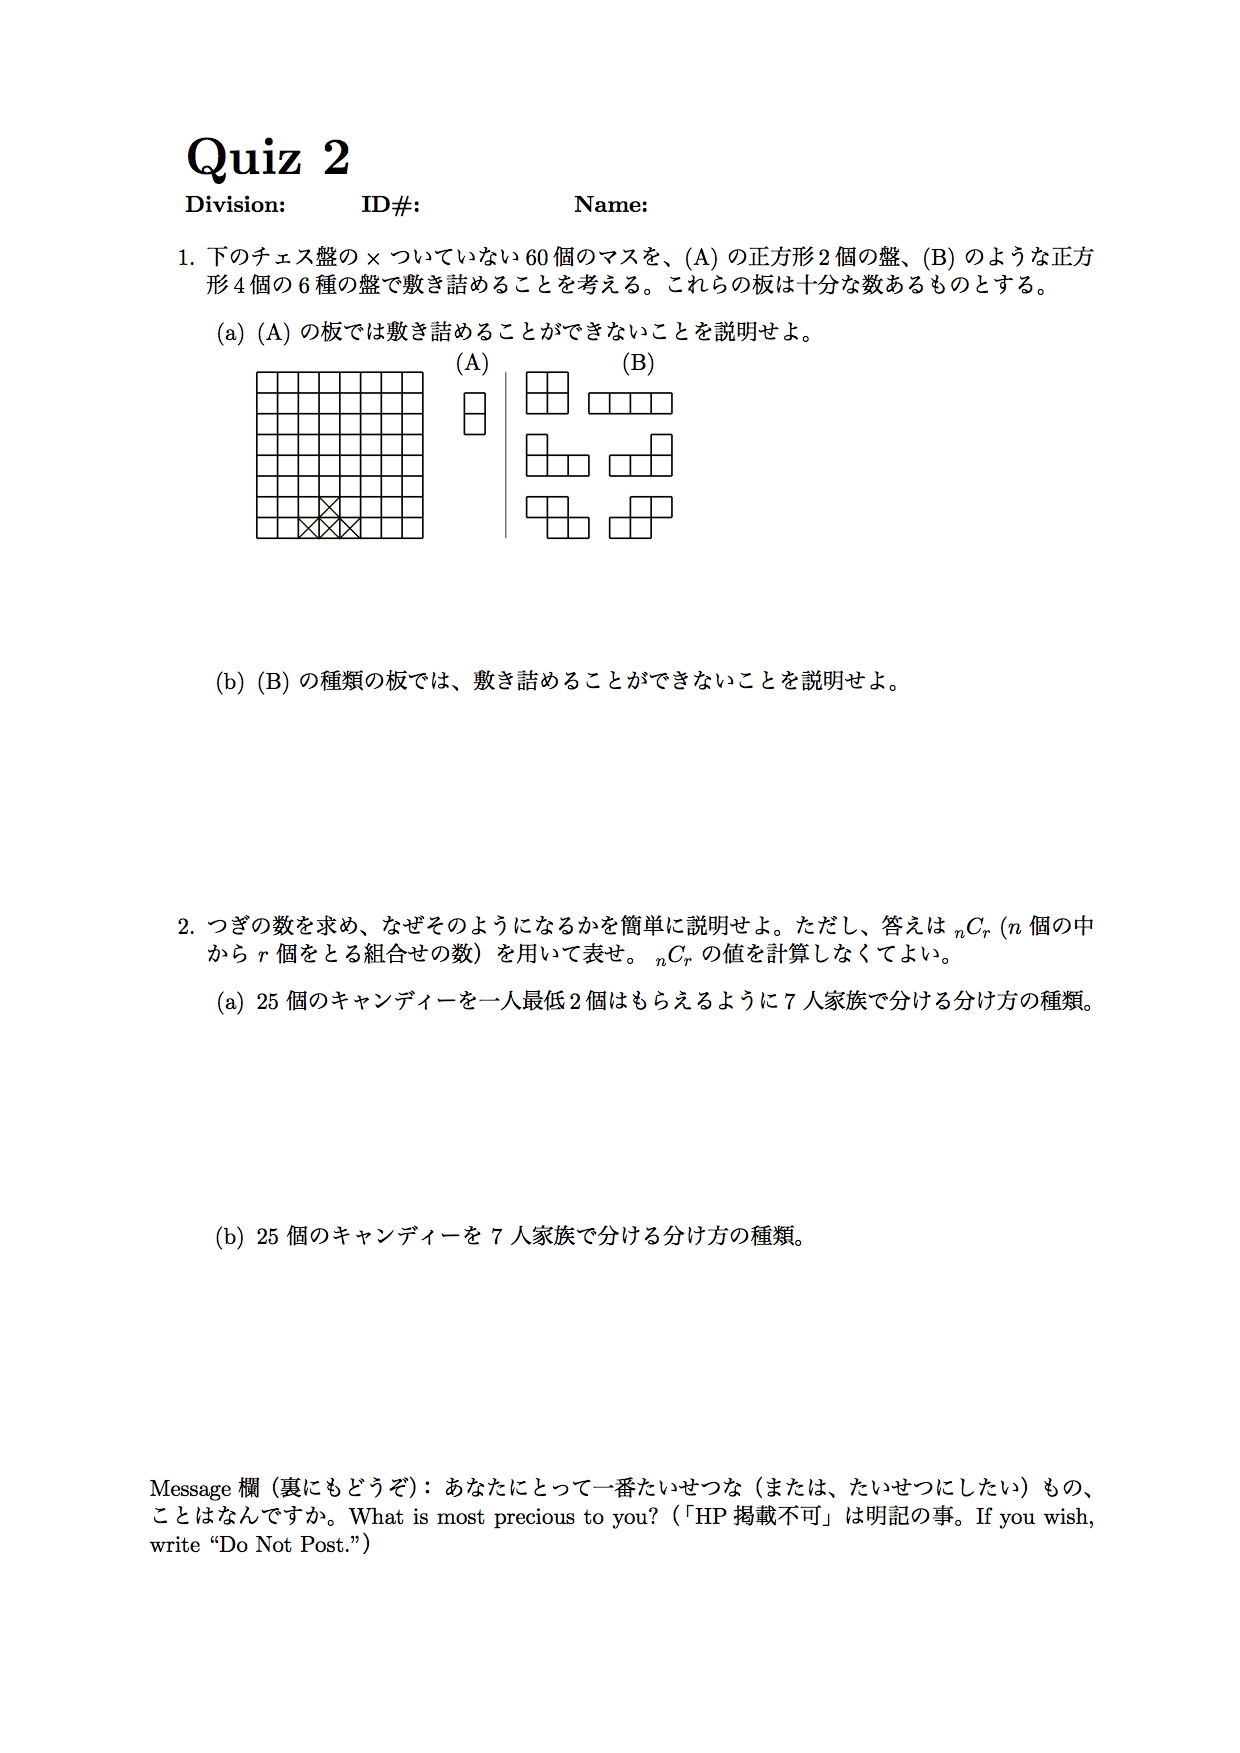 Quiz 2
Division: ID#: Name:
1. 下のチェス盤の × ついていない 60 個のマスを、(A) の正方形 2 個の盤、(B) のような正方
形 4 個の 6 種の盤で敷き詰めることを考える。これらの板は十分な数あるものとする。
(a) (A) の板では敷き詰めることができないことを説明せよ。
(A) (B)
(b) (B) の種類の板では、敷き詰めることができないことを説明せよ。
2. つぎの数を求め、なぜそのようになるかを簡単に説明せよ。ただし、答えは nCr (n 個の中
から r 個をとる組合せの数）を用いて表せ。 nCr の値を計算しなくてよい。
(a) 25 個のキャンディーを一人最低 2 個はもらえるように 7 人家族で分ける分け方の種類。
(b) 25 個のキャンディーを 7 人家族で分ける分け方の種類。
Message 欄（裏にもどうぞ）：あなたにとって一番たいせつな（または、たいせつにしたい）もの、
ことはなんですか。What is most precious to you?（「HP 掲載不可」は明記の事。If you wish,
write “Do Not Post.”）